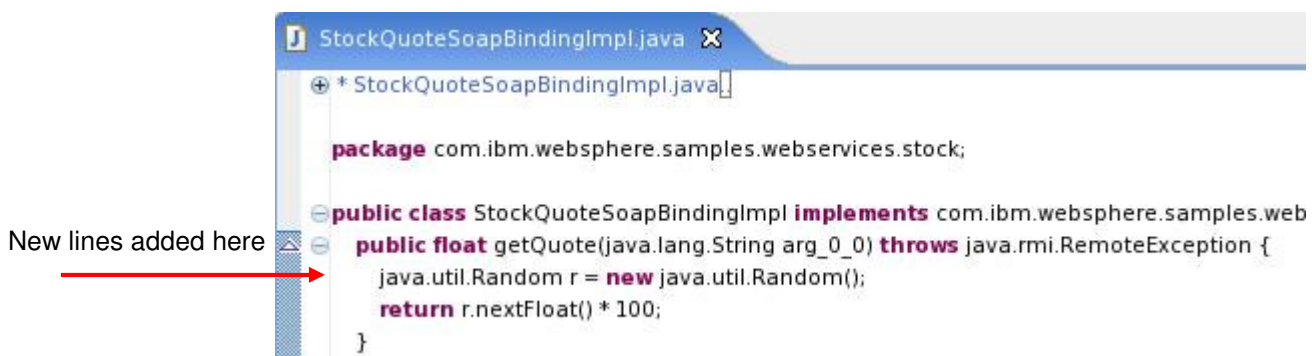 StockQuoteSoapBindingImpl.java
* StockQuoteSoapBindingImpl.java
package com.ibm.websphere.samples.webservices.stock;
public class StockQuoteSoapBindingImpl implements com.ibm.websphere.samples.web
New lines added here
public float getQuote(java.lang.String arg_0_0) throws java.rmi.RemoteException {
java.util.Random r = new java.util.Random();
return r.nextFloat() * 100;
}